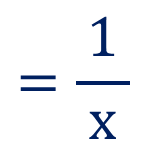 = 1/x